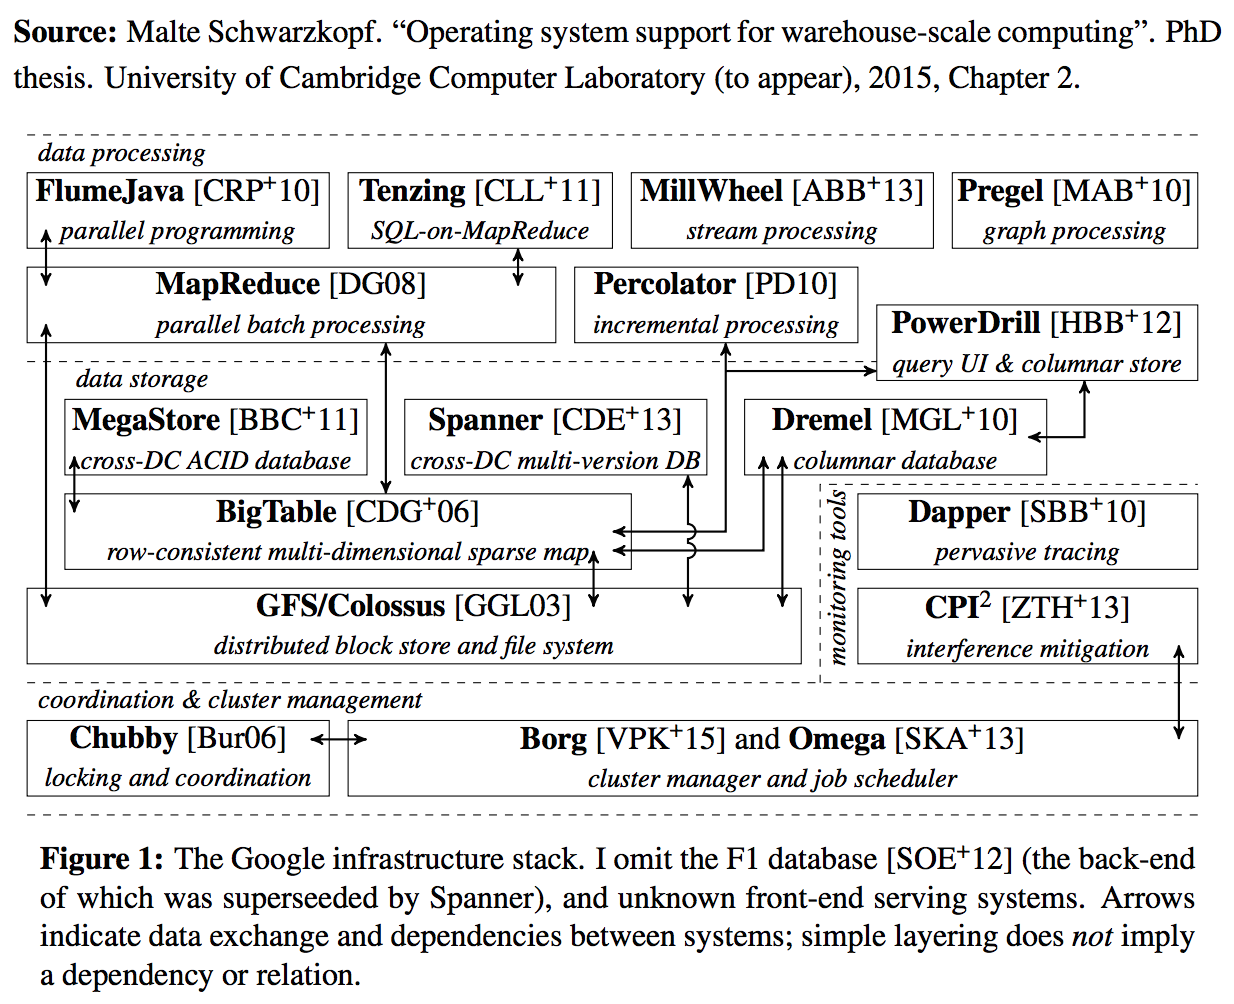 Source: Malte Schwarzkopf. “Operating system support for warehouse-scale computing”. PhD
thesis. University of Cambridge Computer Laboratory (to appear), 2015, Chapter 2.
data processing
FlumeJava [CRP+10]
parallel programming
Tenzing [CLL+11]
SQL-on-MapReduce
MillWheel [ABB+13]
stream processing
Pregel [MAB+10]
graph processing
MapReduce [DG08]
parallel batch processing
Percolator [PD10]
incremental processing
PowerDrill [HBB+12]
query UI & columnar store
data storage
MegaStore [BBC+11]
cross-DC ACID database
Spanner [CDE+13]
cross-DC multi-version DB
Dremel [MGL+10]
columnar database
BigTable [CDG+06]
row-consistent multi-dimensional sparse map
monitoring tools
Dapper [SBB+10]
pervasive tracing
GFS/Colossus [GGL03]
distributed block store and file system
CPI2 [ZTH+13]
interference mitigation
coordination & cluster management
Chubby [Bur06]
locking and coordination
Borg [VPK+15] and Omega [SKA+13]
cluster manager and job scheduler
Figure 1: The Google infrastructure stack. I omit the F1 database [SOE+12] (the back-end
of which was superseeded by Spanner), and unknown front-end serving systems. Arrows
indicate data exchange and dependencies between systems; simple layering does not imply
a dependency or relation.